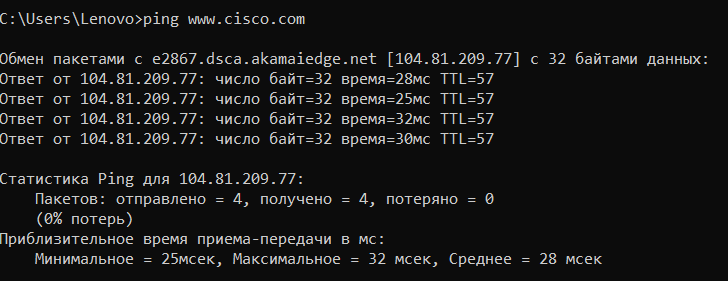 C:\Users\Lenovo>ping www.cisco.com
Обмен пакетами с e2867.dsca.akamaiedge.net [104.81.209.77] с 32 байтами данных:
Ответ от 104.81.209.77: число байт=32 время=28мс TTL=57
Ответ от 104.81.209.77: число байт=32 время=25мс TTL=57
Ответ от 104.81.209.77: число байт=32 время=32мс TTL=57
Ответ от 104.81.209.77: число байт=32 время=30мс TTL=57
Статистика Ping для 104.81.209.77:
Пакетов: отправлено = 4, получено = 4, потеряно = 0
(0% потерь)
Приблизительное время приема-передачи в мс:
Минимальное = 25мсек, Максимальное = 32 мсек, Среднее = 28 мсек